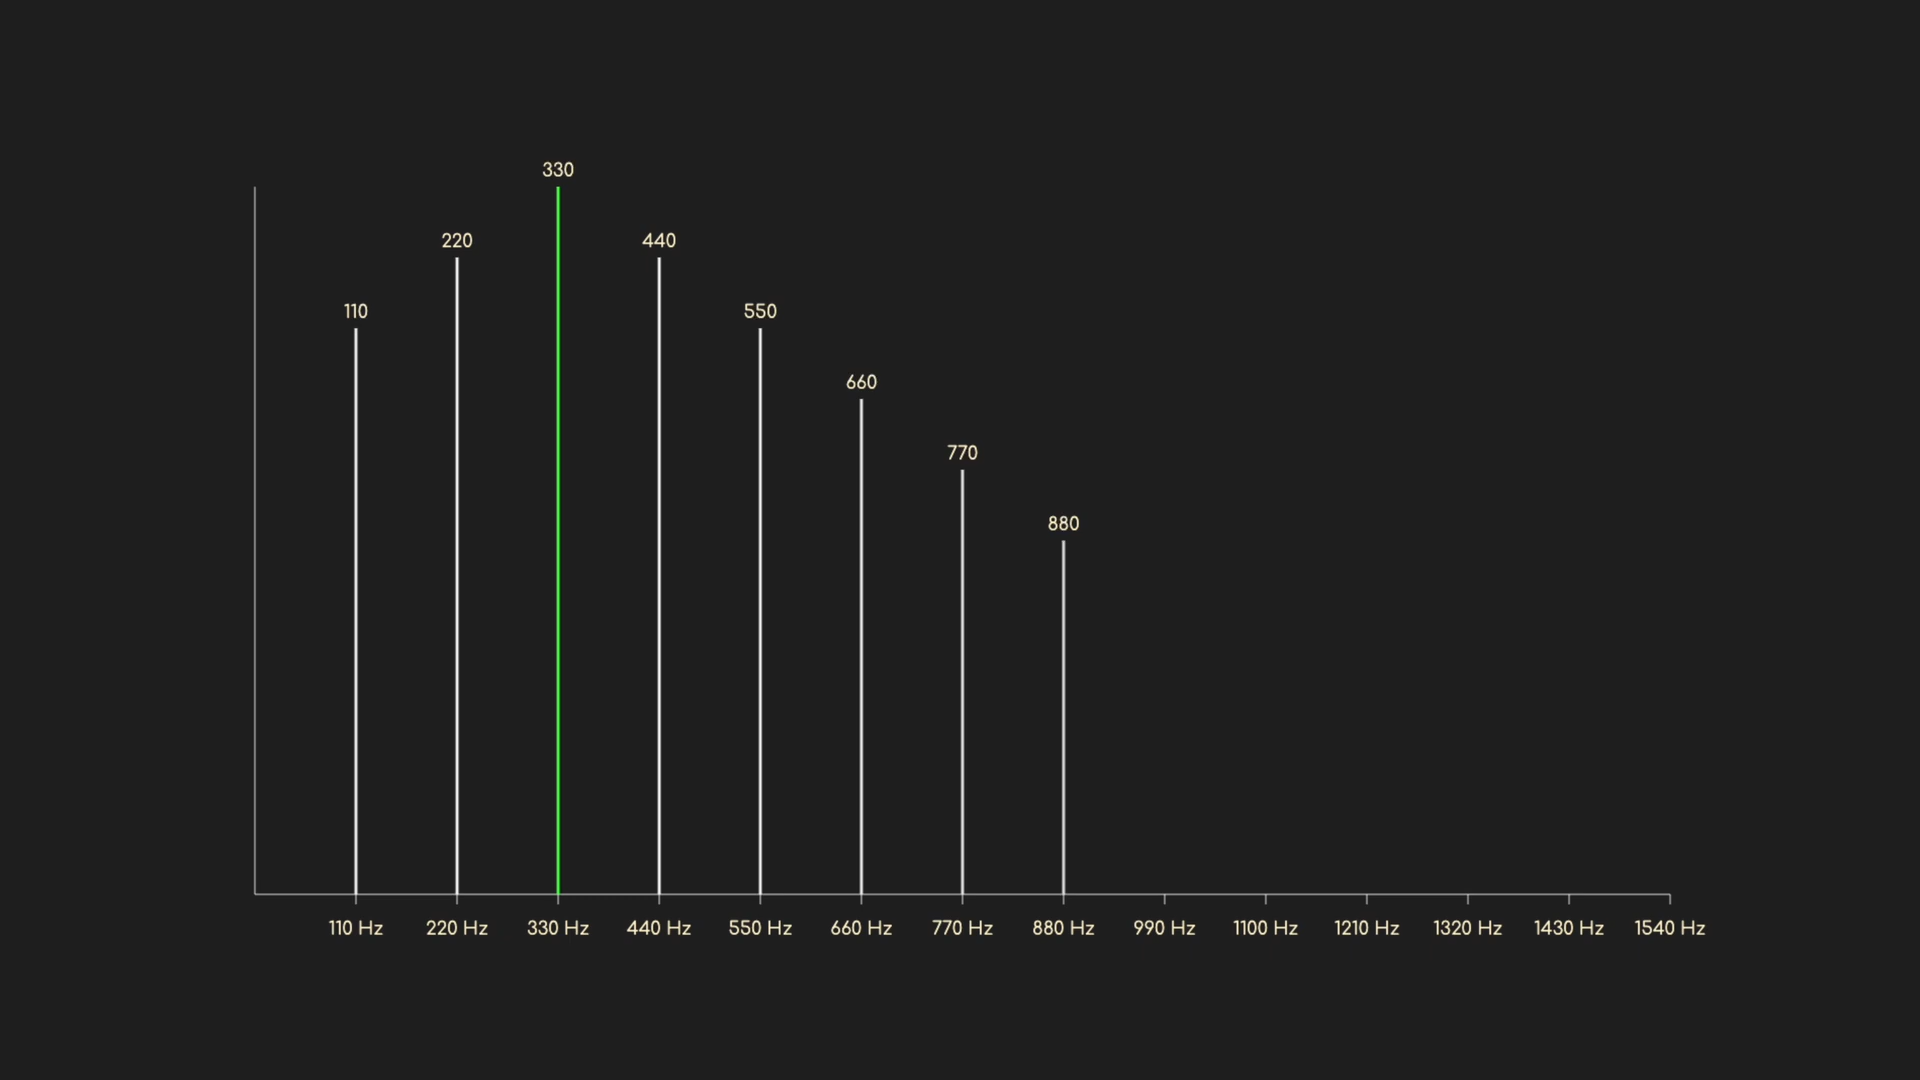 330
220
440
110
550
660
770
880
110 Hz
220 Hz
330 Hz
440 Hz
550 Hz
660 Hz
770 Hz
880 Hz
990 Hz
1100 Hz
1210 Hz
1320 Hz
1430 Hz
1540 Hz